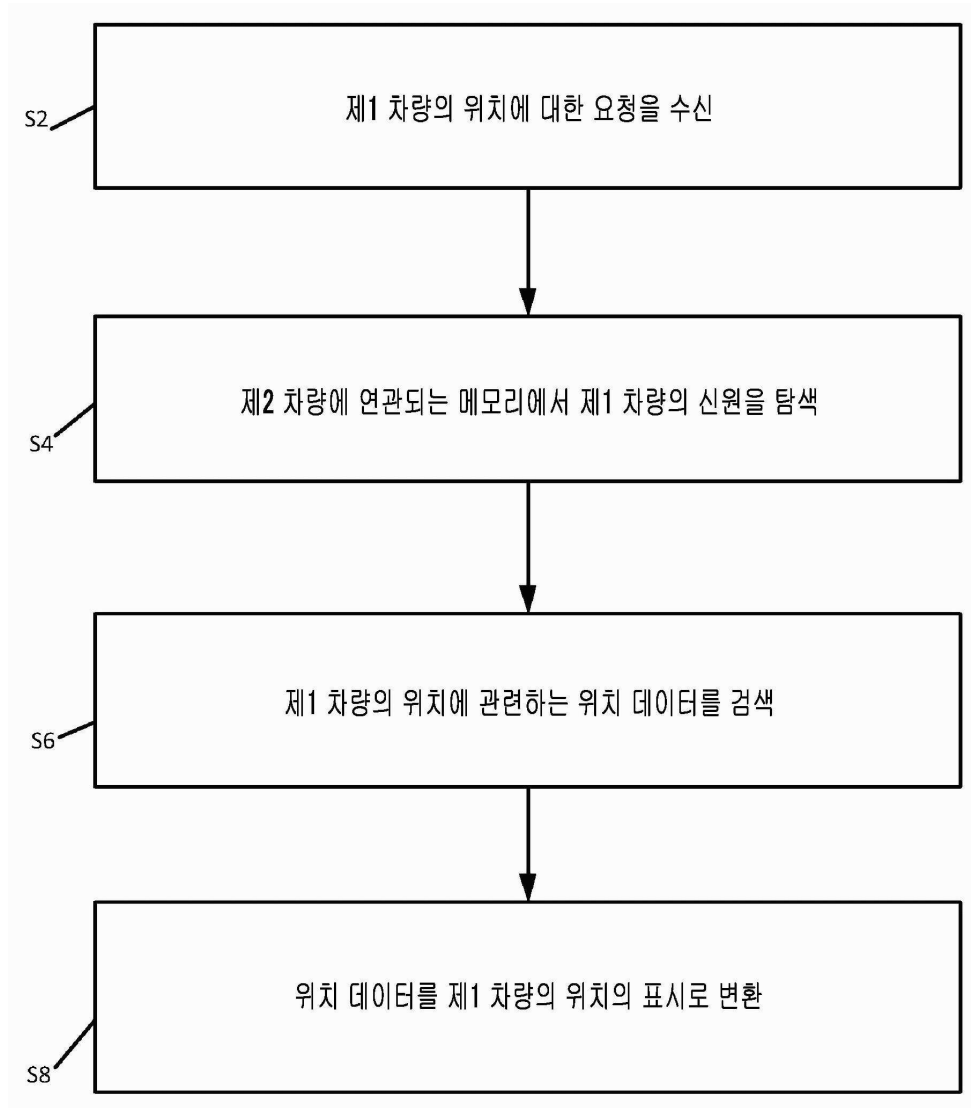 제1 차량의 위치에 대한 요청을 수신
S2
제2 차량에 연관되는 메모리에서 제1 차량의 신원을 탐색
S4
제1 차량의 위치에 관련하는 위치 데이터를 검색
S6
위치 데이터를 제1 차량의 위치의 표시로 변환
S8